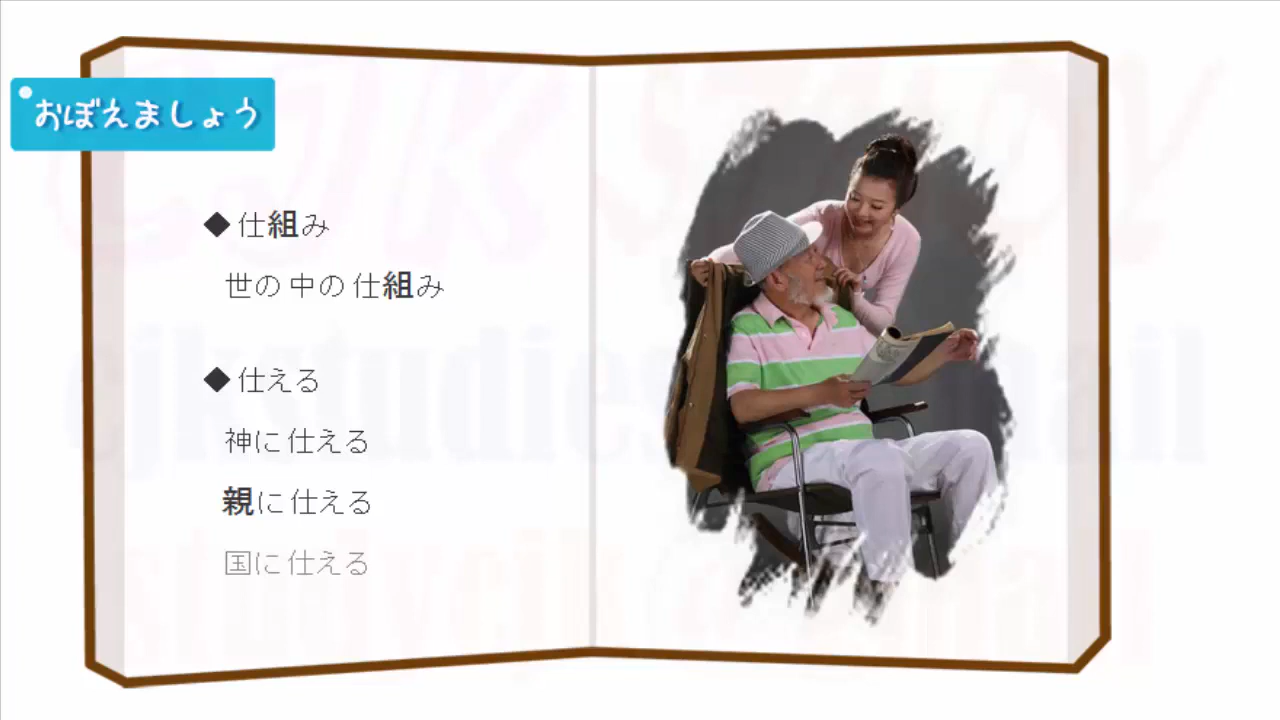 おぼえましょう
◆仕組み
世の中の仕組み
◆仕える
神に仕える
親に仕える
国に仕える